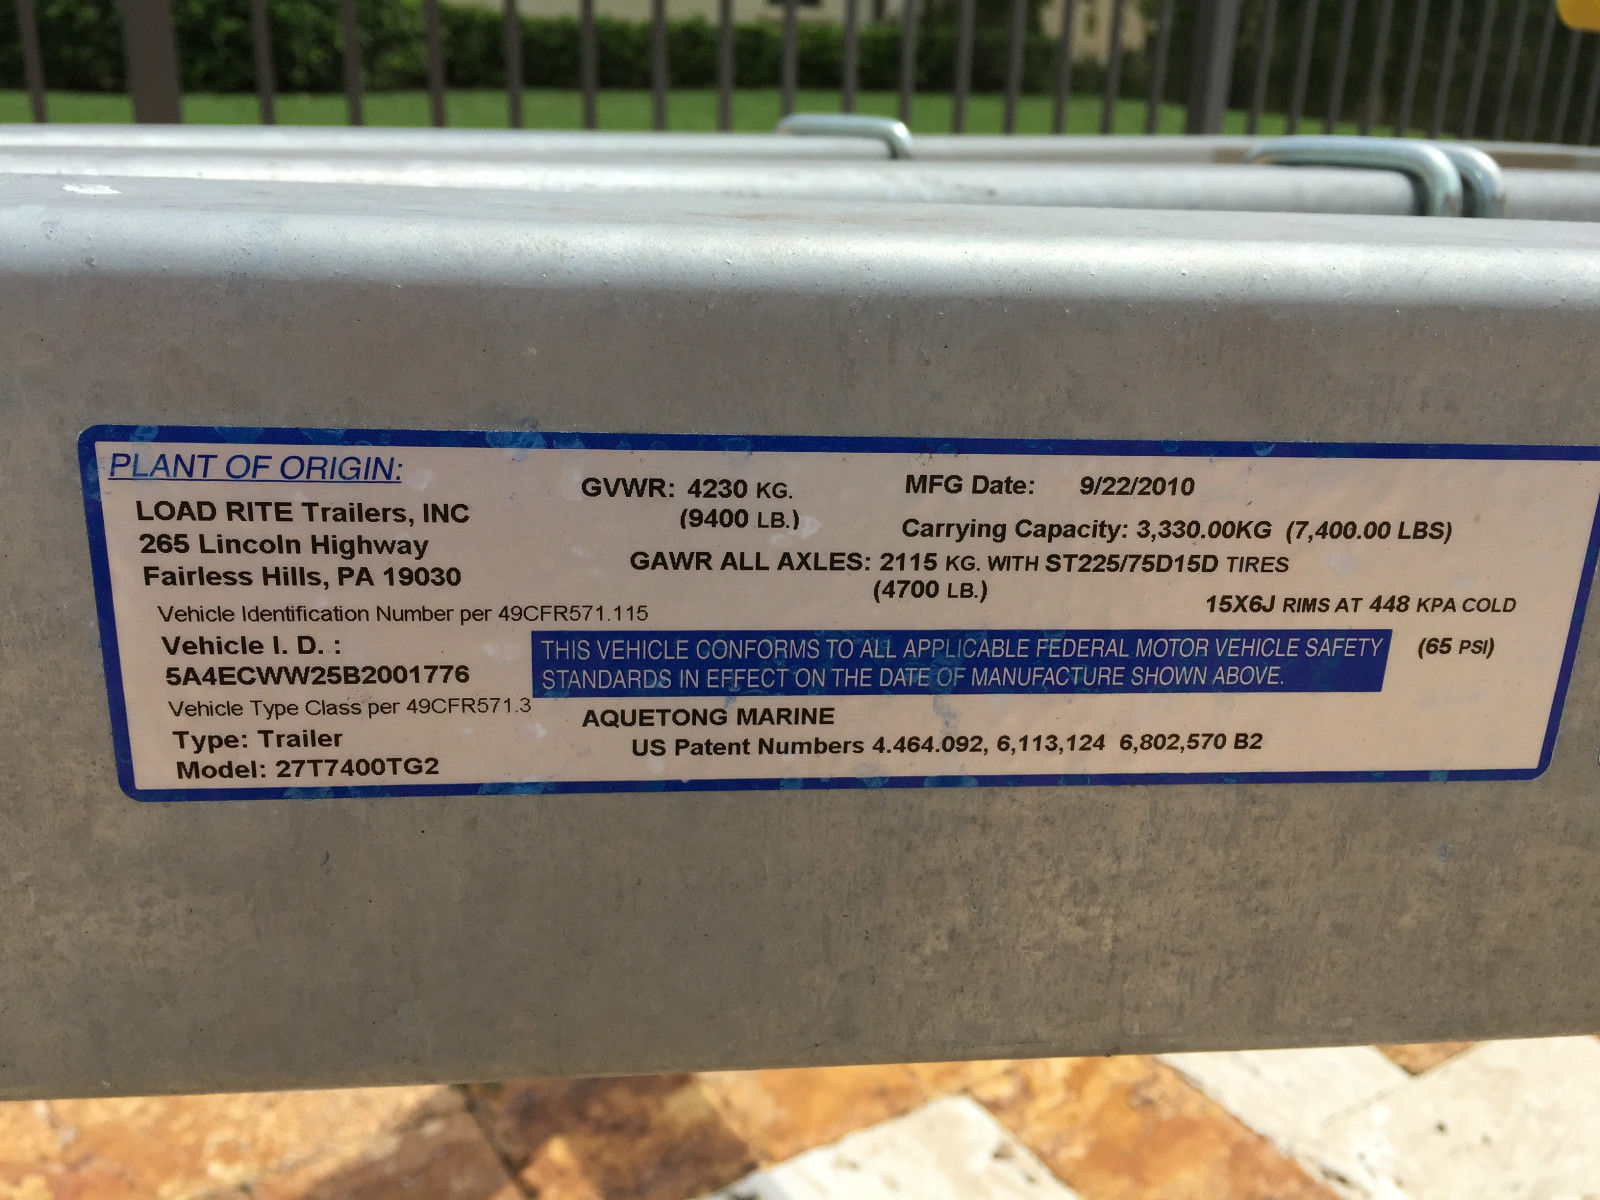 PLANT OF ORIGIN:
LOAD RITE Trailers, INC
265 Lincoln Highway
Fairless Hills, PA 19030
GVWR: 4230 KG.
(9400 LB.)
MFG Date: 9/22/2010
Carrying Capacity: 3,330.00KG (7,400.00 LBS)
GAWR ALL AXLES: 2115 KG. WITH ST225/75D15D TIRES
(4700 LB.)
15X6J RIMS AT 448 KPA COLD
(65 PSI)
Vehicle Identification Number per 49CFR571.115
Vehicle I. D. :
5A4ECWW25B2001776
THIS VEHICLE CONFORMS TO ALL APPLICABLE FEDERAL MOTOR VEHICLE SAFETY
STANDARDS IN EFFECT ON THE DATE OF MANUFACTURE SHOWN ABOVE.
Vehicle Type Class per 49CFR571.3
Type: Trailer
Model: 27T7400TG2
AQUETONG MARINE
US Patent Numbers 4.464.092, 6,113,124 6,802,570 B2